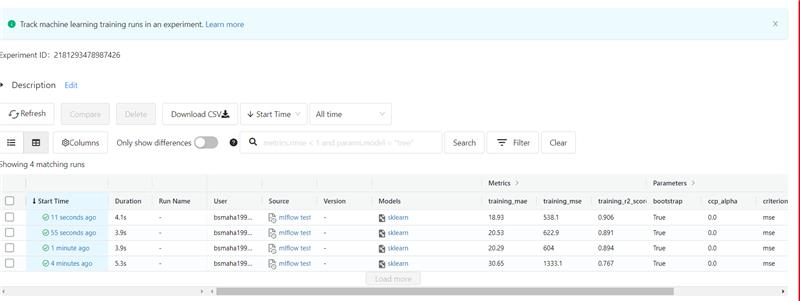 Track machine learning training runs in an experiment. Learn more
Experiment ID: 2181293478987426
Description Edit
Refresh Compare Delete Download CSV Start Time All time
Columns Only show differences metrics.rmse < 1 and params.model = "tree" Search Filter Clear
Showing 4 matching runs
Metrics Parameters
Start Time Duration Run Name User Source Version Models training_mae training_mse training_r2_score bootstrap ccp_alpha criterion
11 seconds ago 4.1s - bsmaha199... mlflow test - sklearn 18.93 538.1 0.906 True 0.0 mse
55 seconds ago 3.9s - bsmaha199... mlflow test - sklearn 20.53 622.9 0.891 True 0.0 mse
1 minute ago 3.9s - bsmaha199... mlflow test - sklearn 20.29 604 0.894 True 0.0 mse
4 minutes ago 5.3s - bsmaha199... mlflow test - sklearn 30.65 1333.1 0.767 True 0.0 mse
Load more